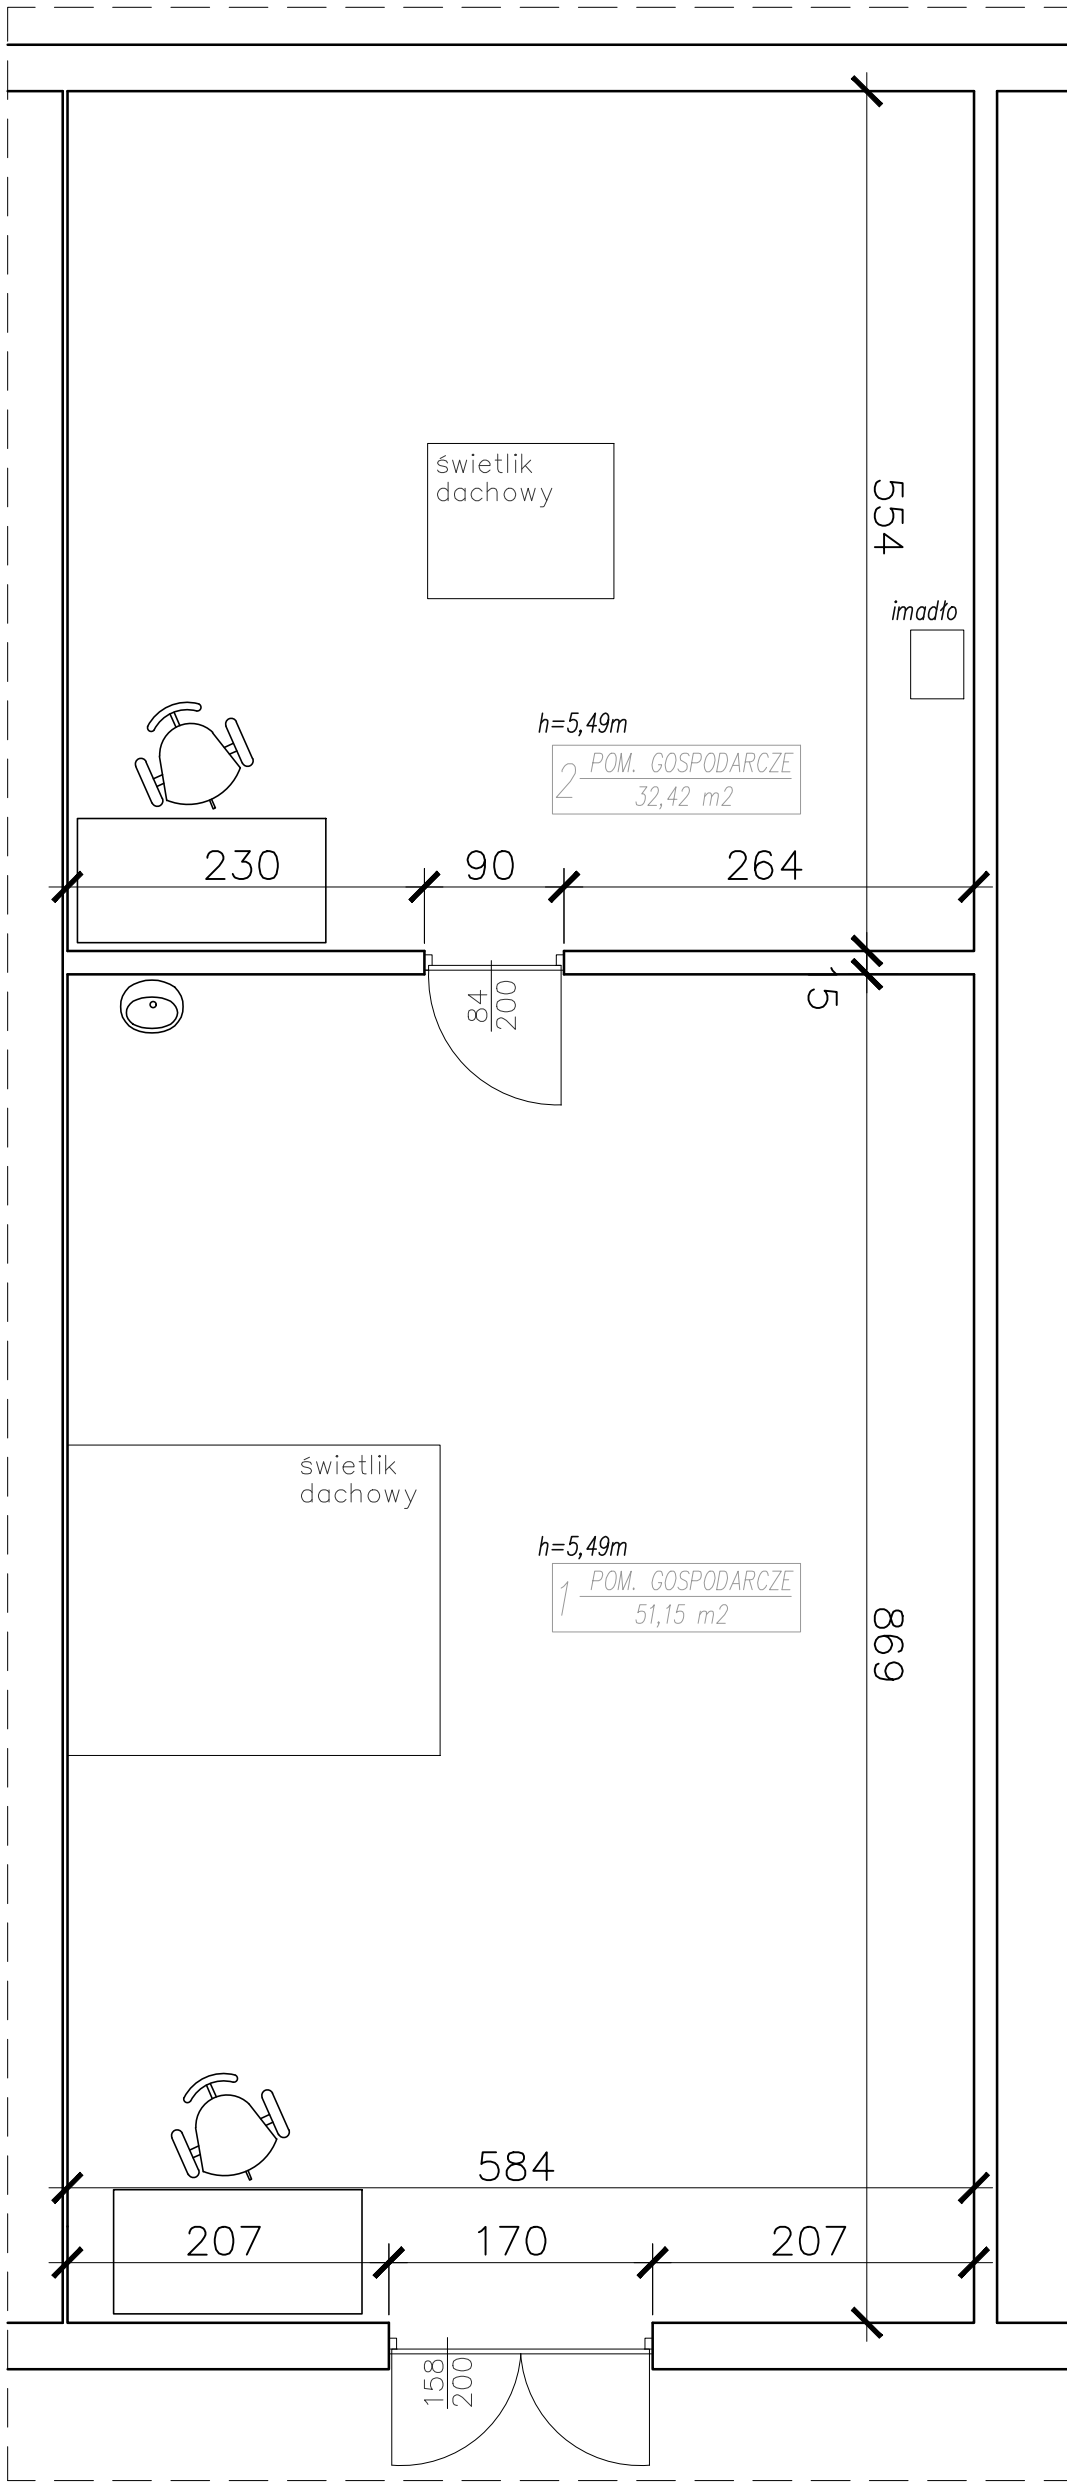 świetlik
dachowy
554
imadło
h=5,49m
2 POM. GOSPODARCZE
32,42 m2
230 90 264
15
84
200
świetlik
dachowy
h=5,49m
1 POM. GOSPODARCZE
51,15 m2
869
584
207 170 207
158
200